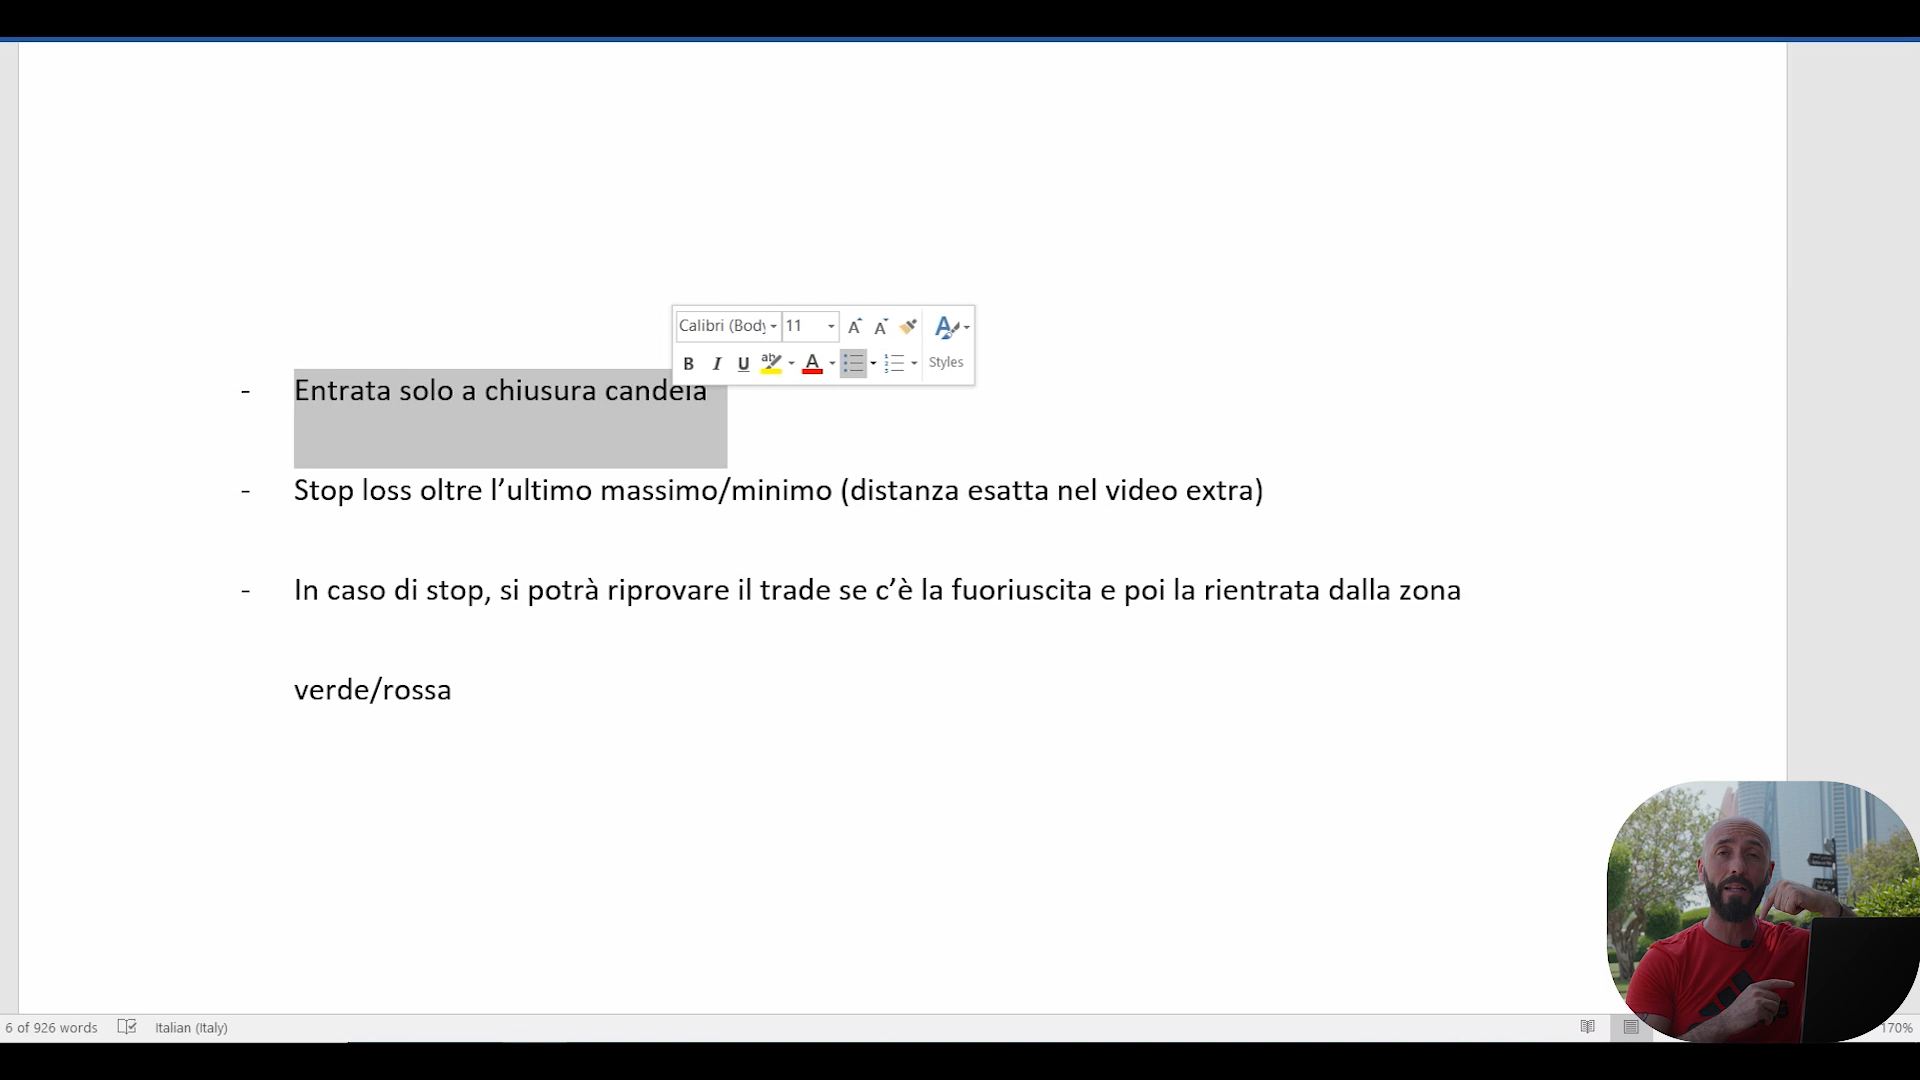 Calibri (Body
11
B I U
Styles
- Entrata solo a chiusura candela
- Stop loss oltre l’ultimo massimo/minimo (distanza esatta nel video extra)
- In caso di stop, si potrà riprovare il trade se c’è la fuoriuscita e poi la rientrata dalla zona
verde/rossa
6 of 926 words
Italian (Italy)
170%